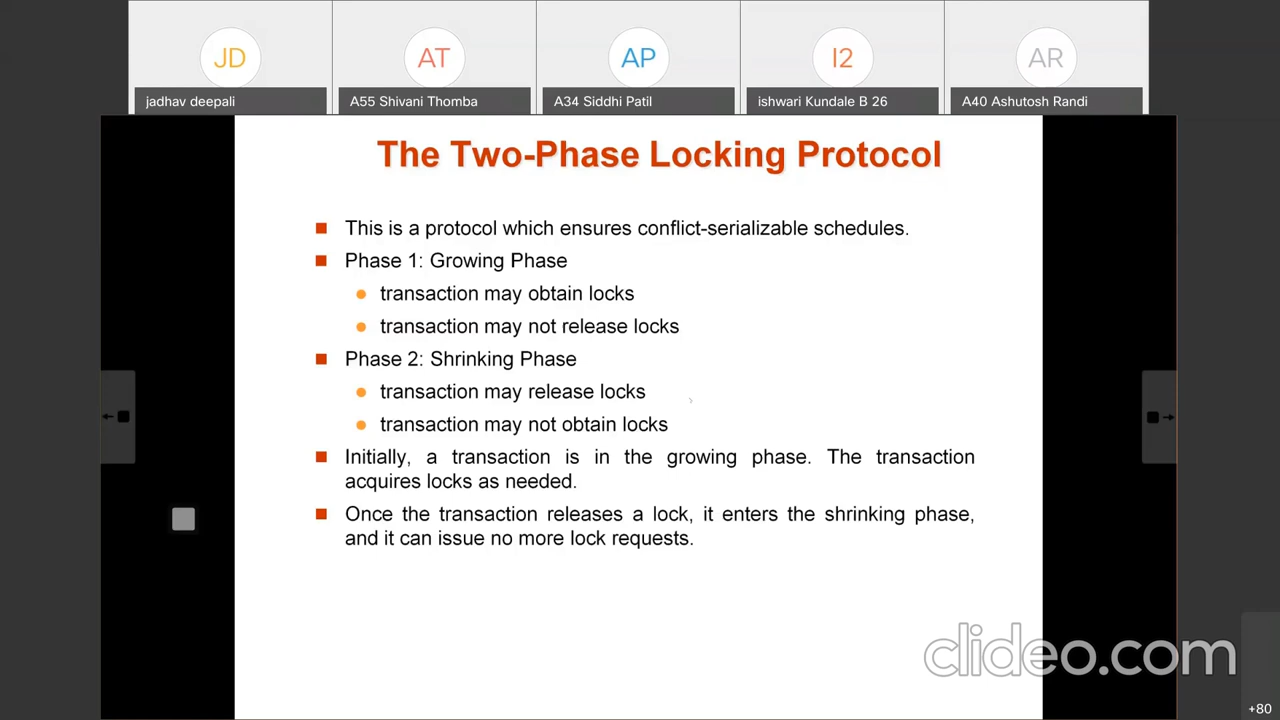 JD AT AP I2 AR
jadhav deepali A55 Shivani Thomba A34 Siddhi Patil ishwari Kundale B 26 A40 Ashutosh Randi
The Two-Phase Locking Protocol
This is a protocol which ensures conflict-serializable schedules.
Phase 1: Growing Phase
transaction may obtain locks
transaction may not release locks
Phase 2: Shrinking Phase
transaction may release locks
transaction may not obtain locks
Initially, a transaction is in the growing phase. The transaction
acquires locks as needed.
Once the transaction releases a lock, it enters the shrinking phase,
and it can issue no more lock requests.
clideo.com
+80